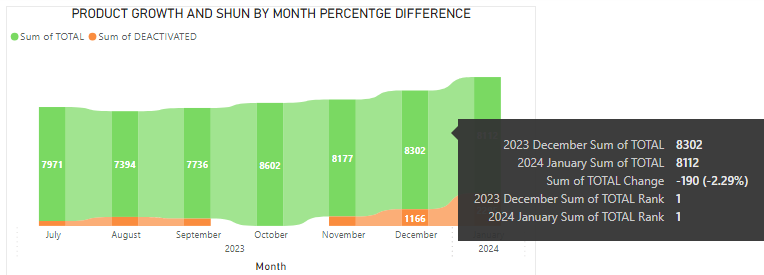 PRODUCT GROWTH AND SHUN BY MONTH PERCENTGE DIFFERENCE
Sum of TOTAL Sum of DEACTIVATED
7971 7394 7736 8602 8177 8302
1166
2023 December Sum of TOTAL 8302
2024 January Sum of TOTAL 8112
Sum of TOTAL Change -190 (-2.29%)
2023 December Sum of TOTAL Rank 1
2024 January Sum of TOTAL Rank 1
July August September October November December
2023 2024
Month